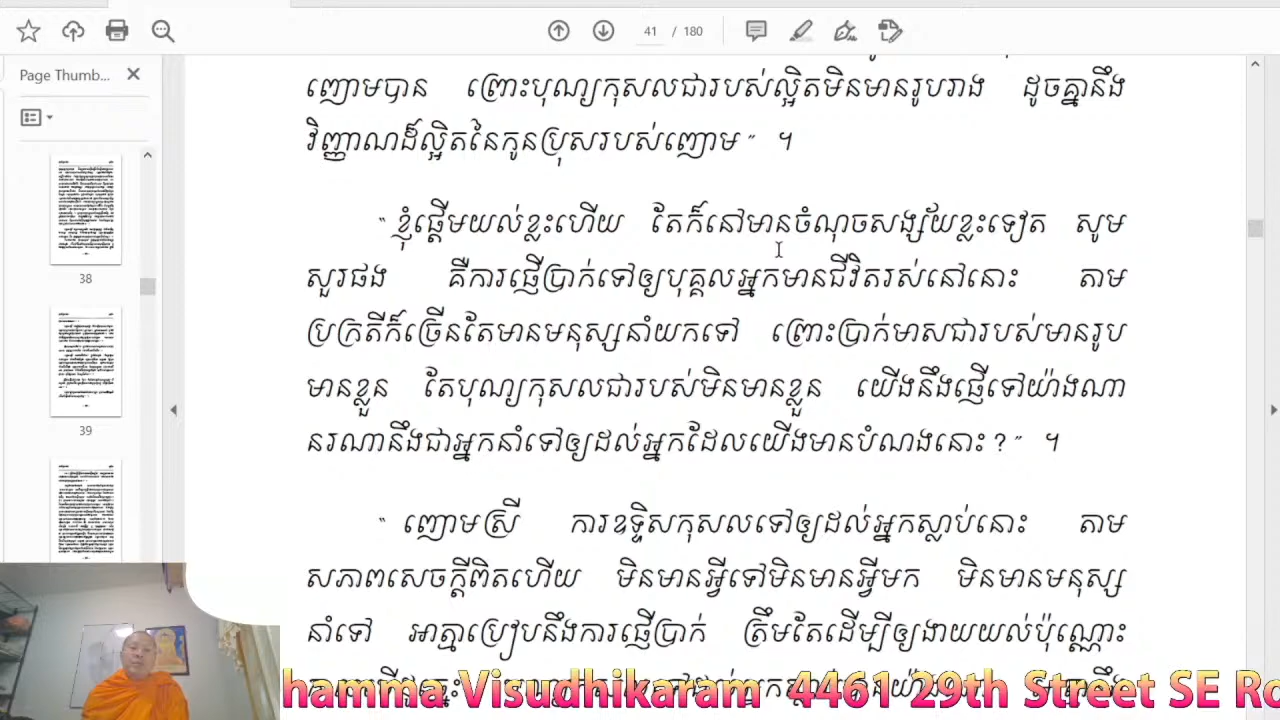 41 / 180
Page Thumb...
ញោមបាន ព្រោះបុណ្យកុសលជារបស់ល្អិតមិនមានរូបរាង ដូចគ្នានឹង
វិញ្ញាណដ៏ល្អិតនៃកូនប្រុសរបស់ញោម" ។
" ខ្ញុំផ្ដើមយល់ខ្លះហើយ តែក៏នៅមានចំណុចសង្ស័យខ្លះទៀត សូម
សួរផង គឺការផ្ញើប្រាក់ទៅឲ្យបុគ្គលអ្នកមានជីវិតរស់នៅនោះ តាម
ប្រក្រតីក៏ច្រើនតែមានមនុស្សនាំយកទៅ ព្រោះប្រាក់មាសជារបស់មានរូប
មានខ្លួន តែបុណ្យកុសលជារបស់មិនមានខ្លួន យើងនឹងផ្ញើទៅយ៉ាងណា
នរណានឹងជាអ្នកនាំទៅឲ្យដល់អ្នកដែលយើងមានបំណងនោះ ?" ។
" ញោមស្រី ការឧទ្ទិសកុសលទៅឲ្យដល់អ្នកស្លាប់នោះ តាម
សភាពសេចក្ដីពិតហើយ មិនមានអ្វីទៅមិនមានអ្វីមក មិនមានមនុស្ស
នាំទៅ អាត្មាប្រៀបនឹងការផ្ញើប្រាក់ ត្រឹមតែដើម្បីឲ្យងាយយល់ប៉ុណ្ណោះ
38
39
hamma Visudhikaram 4461 29th Street SE Ro